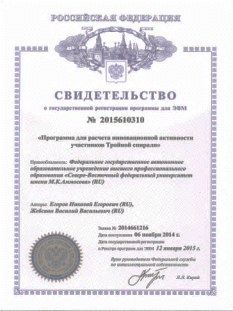 РОССИЙСКАЯ ФЕДЕРАЦИЯ
СВИДЕТЕЛЬСТВО
о государственной регистрации программы для ЭВМ
№ 2015610310
«Программа для расчета инновационной активности
участников Тройной спирали»
Правообладатель: Федеральное государственное автономное
образовательное учреждение высшего профессионального
образования «Северо-Восточный федеральный университет
имени М.К.Аммосова» (RU)
Авторы: Егоров Николай Егорович (RU),
Василий Васильевич (RU)
Заявка № 2014661216
Дата поступления 06 ноября 2014 г.
Дата государственной регистрации
в Реестре программ для ЭВМ 12 января 2015 г.
Врио руководителя Федеральной службы
по интеллектуальной собственности
Л.Л. Кирий